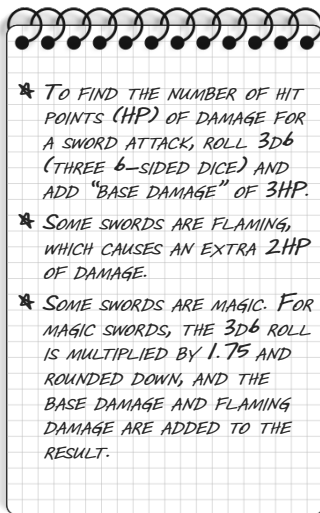 * TO FIND THE NUMBER OF HIT
POINTS (HP) OF DAMAGE FOR
A SWORD ATTACK, ROLL 3D6
(THREE 6-SIDED DICE) AND
ADD “BASE DAMAGE” OF 3HP.
* SOME SWORDS ARE FLAMING,
WHICH CAUSES AN EXTRA 2HP
OF DAMAGE.
* SOME SWORDS ARE MAGIC. FOR
MAGIC SWORDS, THE 3D6 ROLL
IS MULTIPLIED BY 1.75 AND
ROUNDED DOWN, AND THE
BASE DAMAGE AND FLAMING
DAMAGE ARE ADDED TO THE
RESULT.